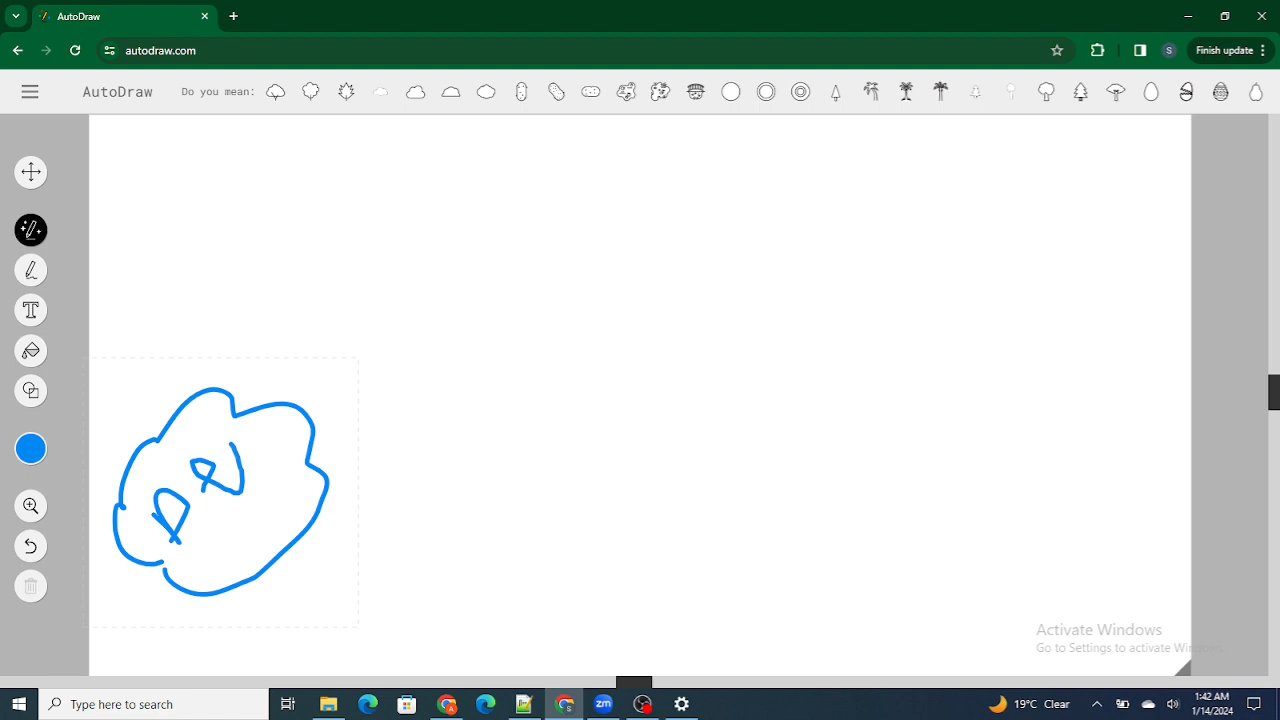 AutoDraw
autodraw.com
S
Finish update
AutoDraw
Do you mean:
T
Activate Windows
Go to Settings to activate Windows.
Type here to search
zm
19°C Clear
1:42 AM
1/14/2024